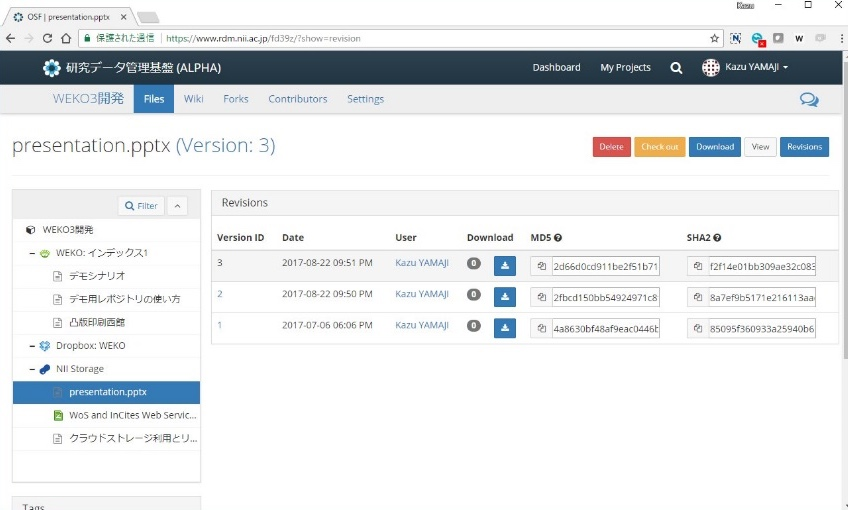 OSF | presentation.pptx
保護された通信 https://www.rdm.nii.ac.jp/fd39z/?show=revision
研究データ管理基盤 (ALPHA) Dashboard My Projects Kazu YAMAJI
WEKO3開発 Files Wiki Forks Contributors Settings
presentation.pptx (Version: 3) Delete Check out Download View Revisions
Filter
WEKO3開発
WEKO: インデックス1
デモシナリオ
デモ用レポジトリの使い方
凸版印刷西館
Dropbox: WEKO
NII Storage
presentation.pptx
WoS and InCites Web Servic...
クラウドストレージ利用とリ...
Tags
Revisions
Version ID Date User Download MD5 SHA2
3 2017-08-22 09:51 PM Kazu YAMAJI 0 2d66d0cd911be2f51b71 f2f14e01bb309ae32c083
2 2017-08-22 09:50 PM Kazu YAMAJI 0 2fbcd150bb54924971c8 8a7ef9b5171e216113aa
1 2017-07-06 06:06 PM Kazu YAMAJI 0 4a8630bf48af9eac0446b 85095f360933a25940b6